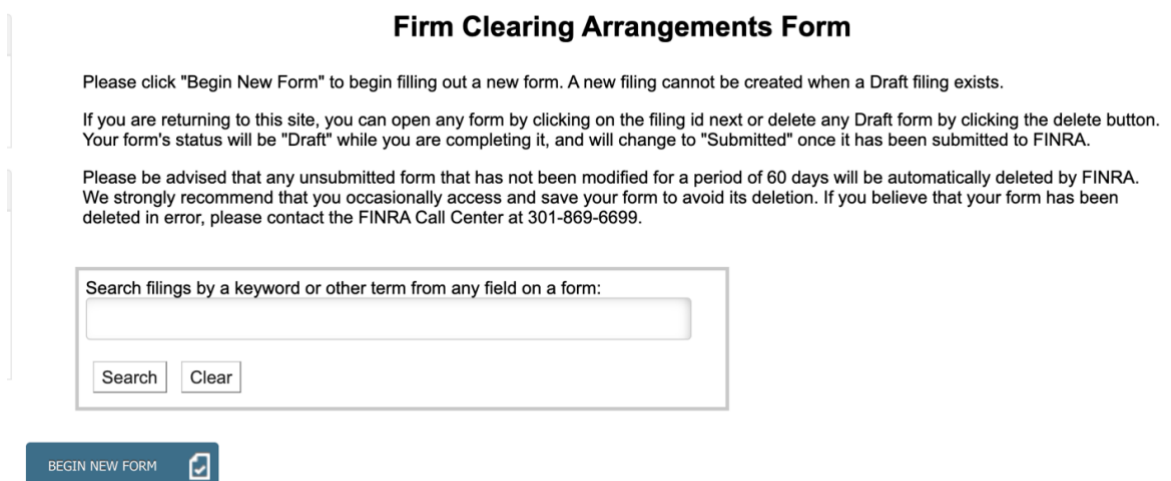 Firm Clearing Arrangements Form
Please click "Begin New Form" to begin filling out a new form. A new filing cannot be created when a Draft filing exists.
If you are returning to this site, you can open any form by clicking on the filing id next or delete any Draft form by clicking the delete button.
Your form's status will be "Draft" while you are completing it, and will change to "Submitted" once it has been submitted to FINRA.
Please be advised that any unsubmitted form that has not been modified for a period of 60 days will be automatically deleted by FINRA.
We strongly recommend that you occasionally access and save your form to avoid its deletion. If you believe that your form has been
deleted in error, please contact the FINRA Call Center at 301-869-6699.
Search filings by a keyword or other term from any field on a form:
Search Clear
BEGIN NEW FORM